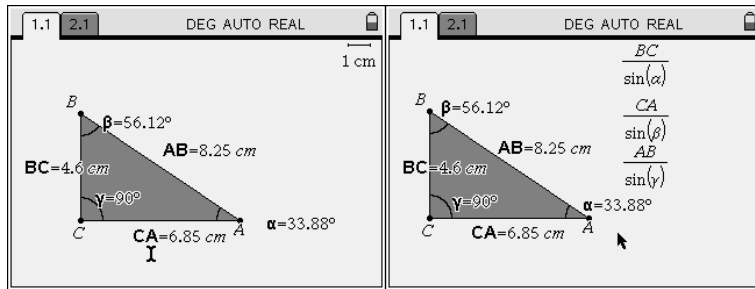 1.1 2.1 DEG AUTO REAL
1 cm
B
β=56.12°
AB=8.25 cm
BC=4.6 cm
γ=90°
C
CA=6.85 cm
A
α=33.88°
1.1 2.1 DEG AUTO REAL
BC
sin(α)
CA
sin(β)
AB
sin(γ)
B
β=56.12°
AB=8.25 cm
BC=4.6 cm
γ=90°
α=33.88°
C
CA=6.85 cm
A